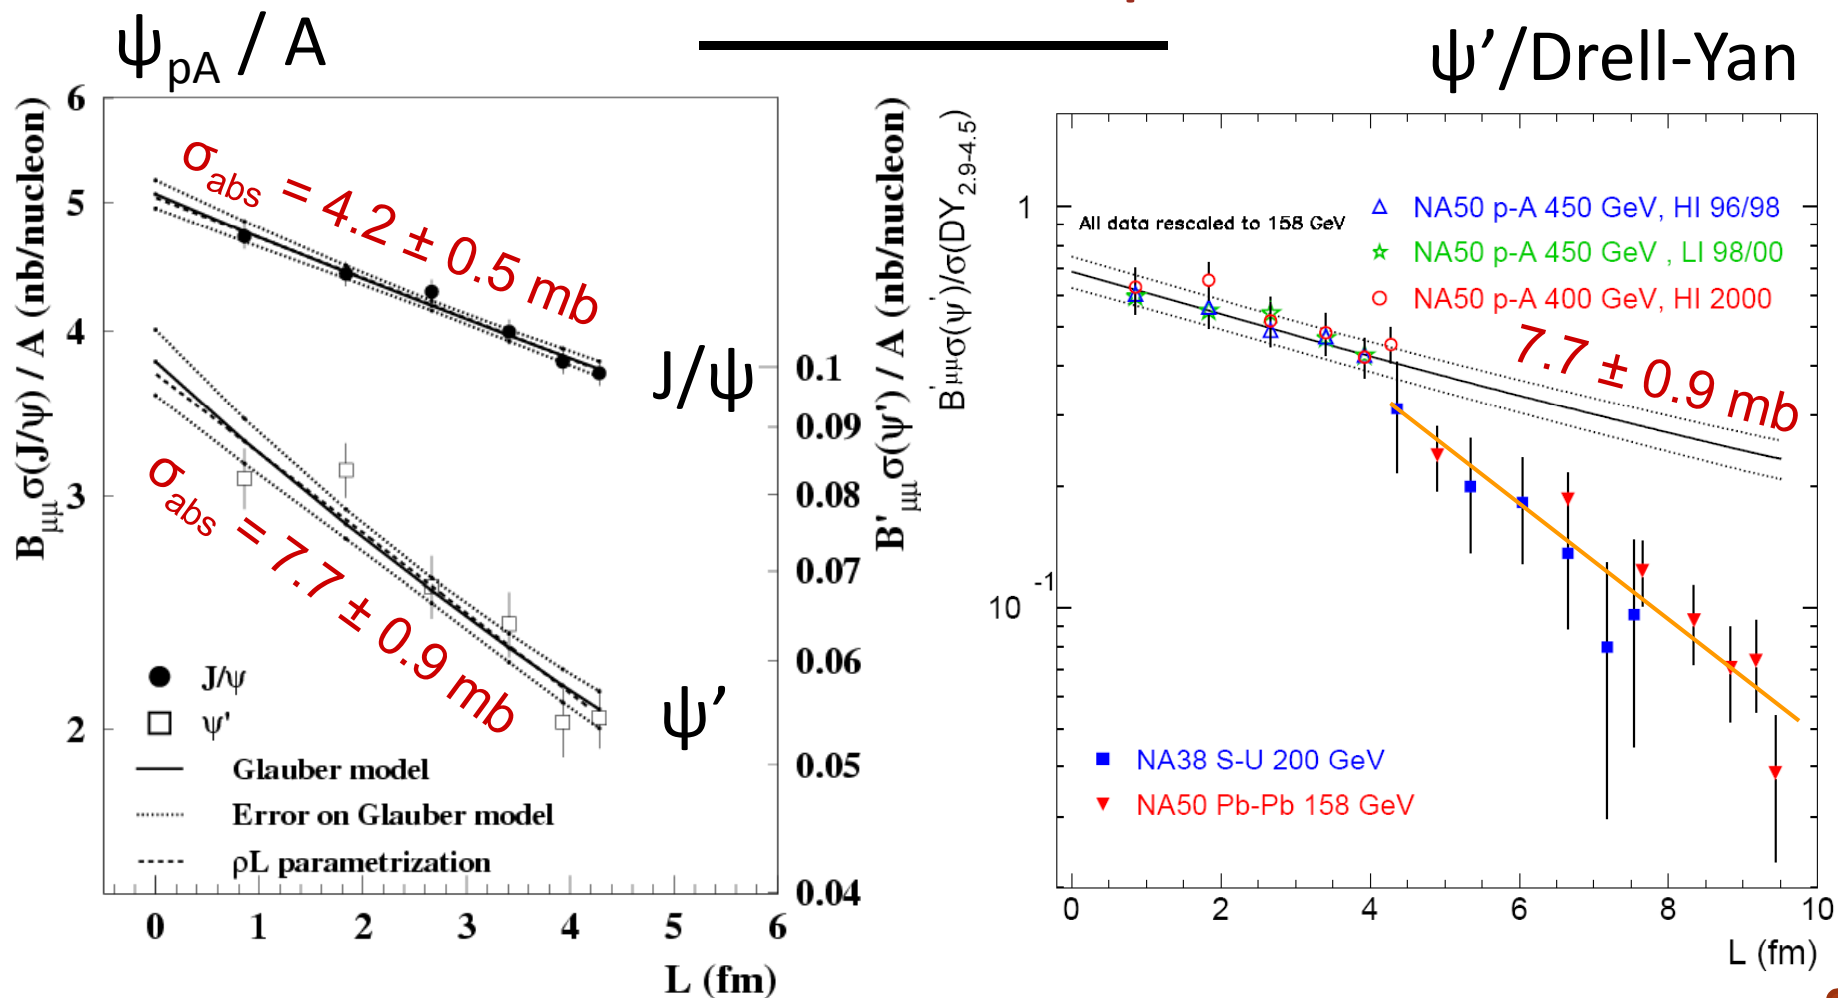 ψpA / A
ψ’/Drell-Yan
Bμμσ(J/ψ) / A (nb/nucleon)
6
5
4
3
2
σabs = 4.2 ± 0.5 mb
J/ψ
σabs = 7.7 ± 0.9 mb
ψ’
J/ψ
ψ'
Glauber model
Error on Glauber model
ρL parametrization
0.1
0.09
0.08
0.07
0.06
0.05
0.04
B'μμσ(ψ') / A (nb/nucleon)
0 1 2 3 4 5 6
L (fm)
B'μμσ(ψ')/σ(DY2.9-4.5)
1
10 -1
All data rescaled to 158 GeV
NA50 p-A 450 GeV, HI 96/98
NA50 p-A 450 GeV , LI 98/00
NA50 p-A 400 GeV, HI 2000
7.7 ± 0.9 mb
NA38 S-U 200 GeV
NA50 Pb-Pb 158 GeV
0 2 4 6 8 10
L (fm)